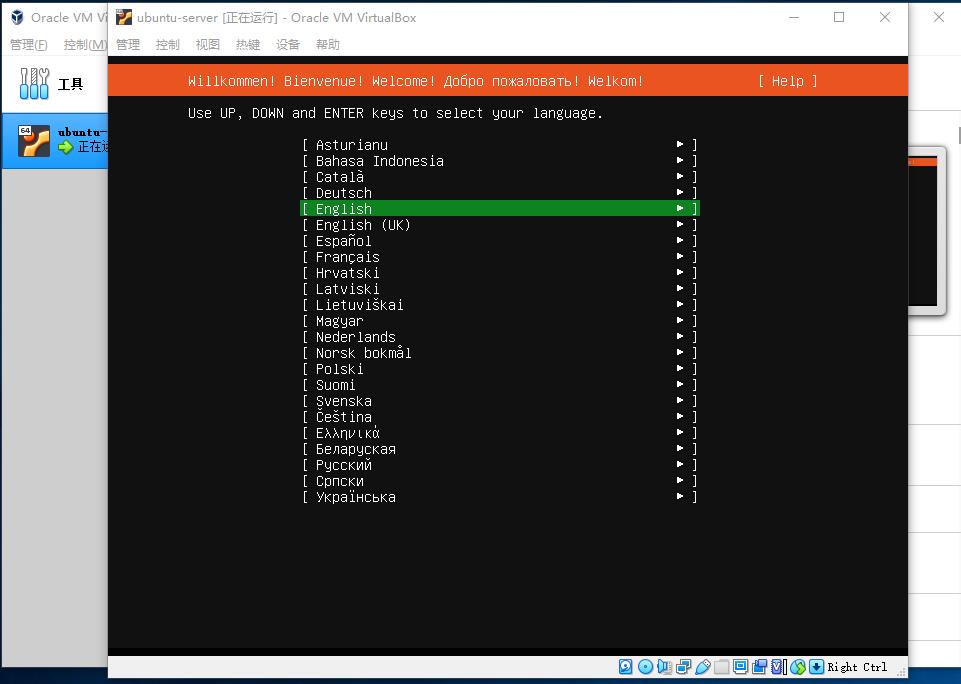 Oracle VM Vi
ubuntu-server [正在运行] - Oracle VM VirtualBox
管理(F) 控制(M)
管理 控制 视图 热键 设备 帮助
工具
64
ubuntu-
正在运
Willkommen! Bienvenue! Welcome! Добро пожаловать! Welkom! [ Help ]
Use UP, DOWN and ENTER keys to select your language.
[ Asturianu ► ]
[ Bahasa Indonesia ► ]
[ Català ► ]
[ Deutsch ► ]
[ English ► ]
[ English (UK) ► ]
[ Español ► ]
[ Français ► ]
[ Hrvatski ► ]
[ Latviski ► ]
[ Lietuviškai ► ]
[ Magyar ► ]
[ Nederlands ► ]
[ Norsk bokmål ► ]
[ Polski ► ]
[ Suomi ► ]
[ Svenska ► ]
[ Čeština ► ]
[ Ελληνικά ► ]
[ Беларуская ► ]
[ Русский ► ]
[ Српски ► ]
[ Українська ► ]
Right Ctrl